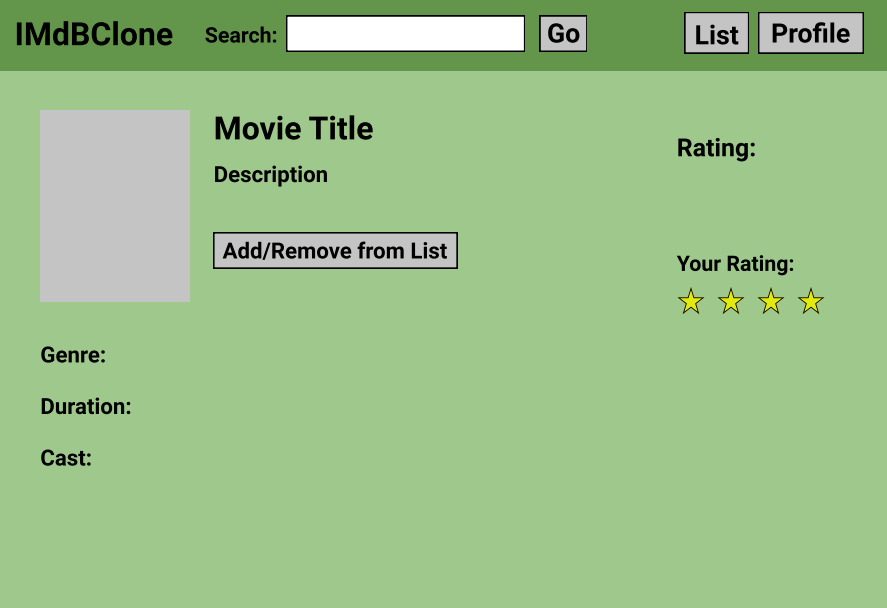 IMdBClone Search: Go List Profile
Movie Title
Description
Add/Remove from List
Rating:
Your Rating:
Genre:
Duration:
Cast: